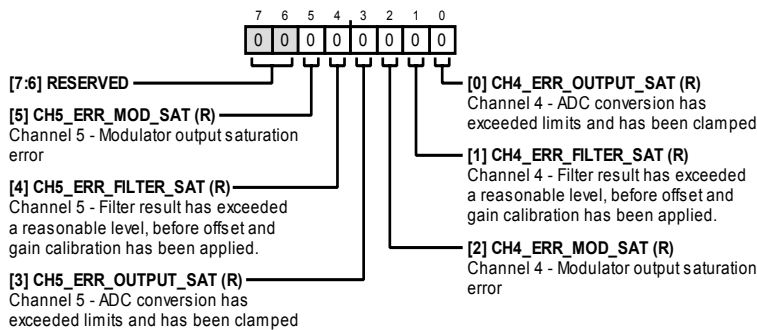 7 6 5 4 3 2 1 0
0 0 0 0 0 0 0 0
[7:6] RESERVED
[5] CH5_ERR_MOD_SAT (R)
Channel 5 - Modulator output saturation
error
[4] CH5_ERR_FILTER_SAT (R)
Channel 5 - Filter result has exceeded
a reasonable level, before offset and
gain calibration has been applied.
[3] CH5_ERR_OUTPUT_SAT (R)
Channel 5 - ADC conversion has
exceeded limits and has been clamped
[0] CH4_ERR_OUTPUT_SAT (R)
Channel 4 - ADC conversion has
exceeded limits and has been clamped
[1] CH4_ERR_FILTER_SAT (R)
Channel 4 - Filter result has exceeded
a reasonable level, before offset and
gain calibration has been applied.
[2] CH4_ERR_MOD_SAT (R)
Channel 4 - Modulator output saturation
error